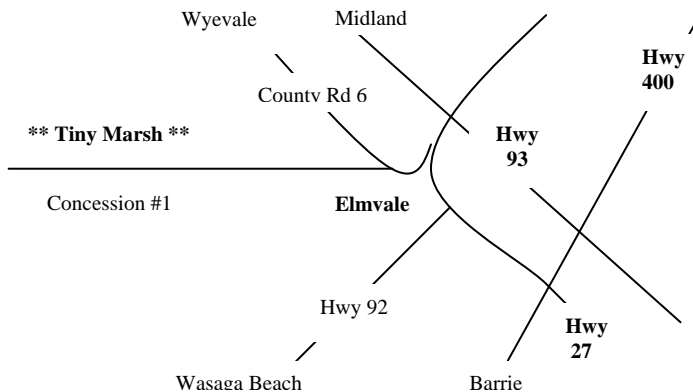 Wyevale
Midland
Hwy
400
County Rd 6
** Tiny Marsh **
Hwy
93
Concession #1
Elmvale
Hwy 92
Hwy
27
Wasaga Beach
Barrie